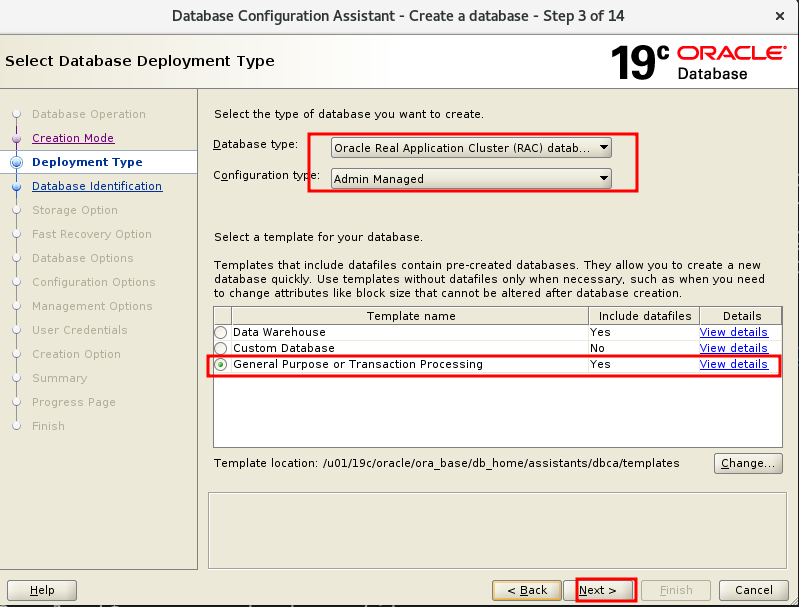 Database Configuration Assistant - Create a database - Step 3 of 14
Select Database Deployment Type
19c ORACLE
Database
Database Operation
Creation Mode
Deployment Type
Database Identification
Storage Option
Fast Recovery Option
Database Options
Configuration Options
Management Options
User Credentials
Creation Option
Summary
Progress Page
Finish
Select the type of database you want to create.
Database type: Oracle Real Application Cluster (RAC) datab...
Configuration type: Admin Managed
Select a template for your database.
Templates that include datafiles contain pre-created databases. They allow you to create a new
database quickly. Use templates without datafiles only when necessary, such as when you need
to change attributes like block size that cannot be altered after database creation.
Template name Include datafiles Details
Data Warehouse Yes View details
Custom Database No View details
General Purpose or Transaction Processing Yes View details
Template location: /u01/19c/oracle/ora_base/db_home/assistants/dbca/templates Change...
Help < Back Next > Finish Cancel